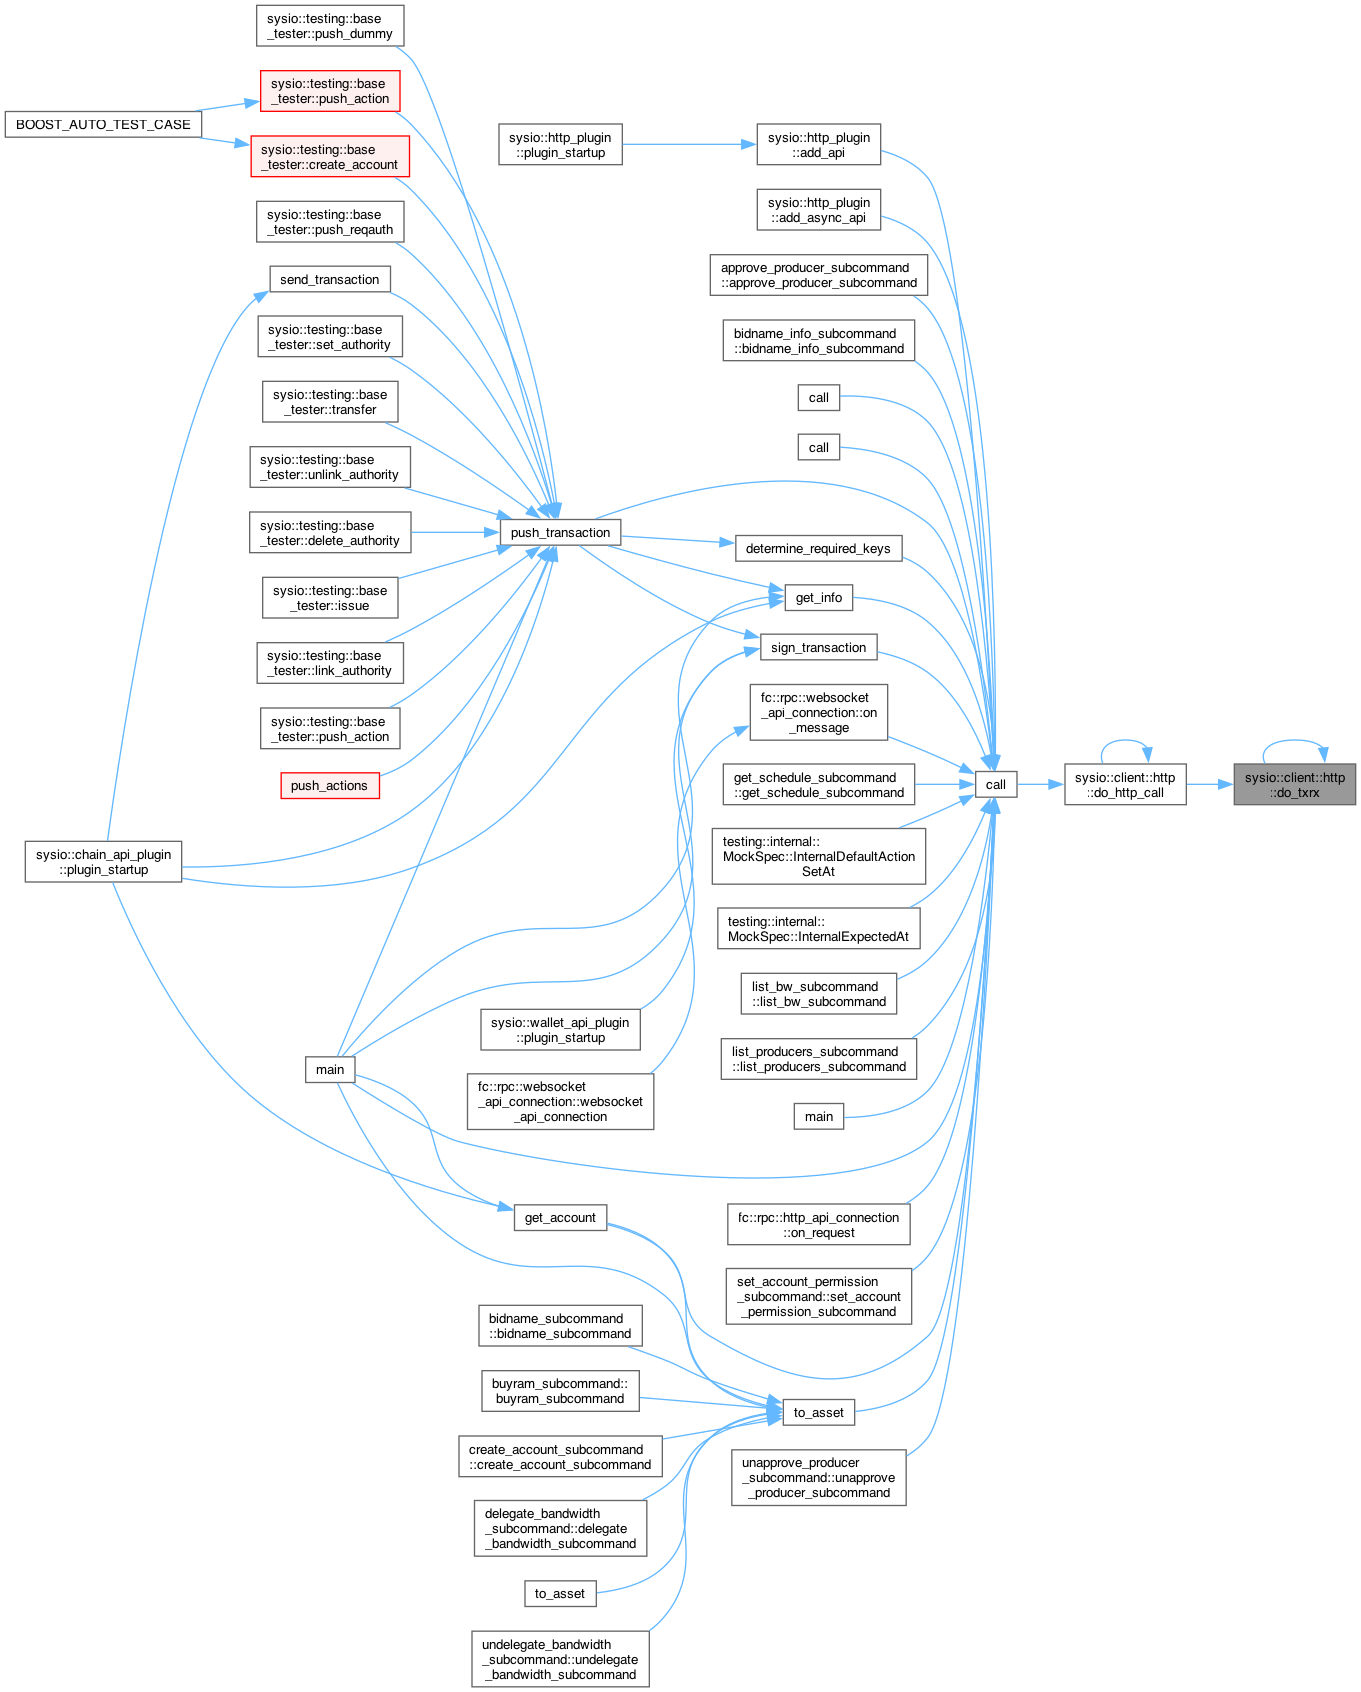 sysio::testing::base
_tester::push_dummy
sysio::testing::base
_tester::push_action
BOOST_AUTO_TEST_CASE
sysio::testing::base
_tester::create_account
sysio::testing::base
_tester::push_reqauth
send_transaction
sysio::testing::base
_tester::set_authority
sysio::testing::base
_tester::transfer
sysio::testing::base
_tester::unlink_authority
sysio::testing::base
_tester::delete_authority
sysio::testing::base
_tester::issue
sysio::testing::base
_tester::link_authority
sysio::testing::base
_tester::push_action
push_actions
sysio::chain_api_plugin
::plugin_startup
main
sysio::http_plugin
::plugin_startup
push_transaction
sysio::wallet_api_plugin
::plugin_startup
fc::rpc::websocket
_api_connection::websocket
_api_connection
get_account
bidname_subcommand
::bidname_subcommand
buyram_subcommand::
buyram_subcommand
create_account_subcommand
::create_account_subcommand
delegate_bandwidth
_subcommand::delegate
_bandwidth_subcommand
to_asset
undelegate_bandwidth
_subcommand::undelegate
_bandwidth_subcommand
sysio::http_plugin
::add_api
sysio::http_plugin
::add_async_api
approve_producer_subcommand
::approve_producer_subcommand
bidname_info_subcommand
::bidname_info_subcommand
call
call
determine_required_keys
get_info
sign_transaction
fc::rpc::websocket
_api_connection::on
_message
get_schedule_subcommand
::get_schedule_subcommand
testing::internal::
MockSpec::InternalDefaultAction
SetAt
testing::internal::
MockSpec::InternalExpectedAt
list_bw_subcommand
::list_bw_subcommand
list_producers_subcommand
::list_producers_subcommand
main
fc::rpc::http_api_connection
::on_request
set_account_permission
_subcommand::set_account
_permission_subcommand
to_asset
unapprove_producer
_subcommand::unapprove
_producer_subcommand
call
sysio::client::http
::do_http_call
sysio::client::http
::do_txrx